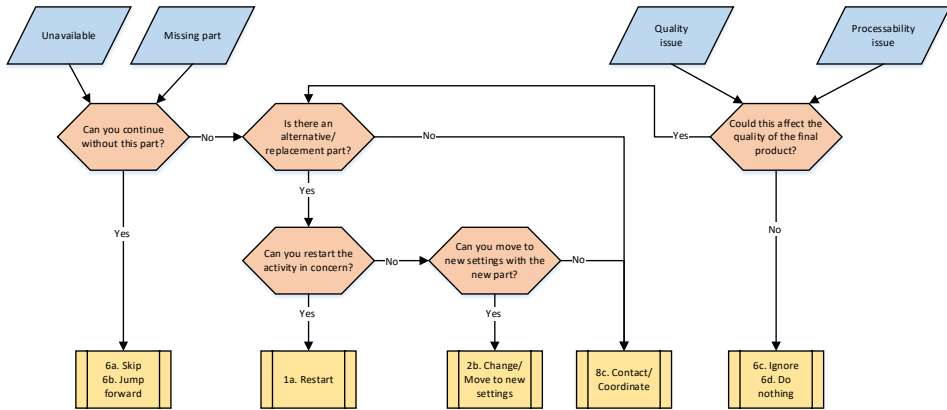 Unavailable
Missing part
Quality
issue
Processability
issue
Can you continue
without this part?
No
Is there an
alternative/
replacement part?
No
Yes
Could this affect the
quality of the final
product?
Yes
Yes
No
Can you restart the
activity in concern?
No
Can you move to
new settings with the
new part?
No
Yes
Yes
6a. Skip
6b. Jump
forward
1a. Restart
2b. Change/
Move to new
settings
8c. Contact/
Coordinate
6c. Ignore
6d. Do
nothing